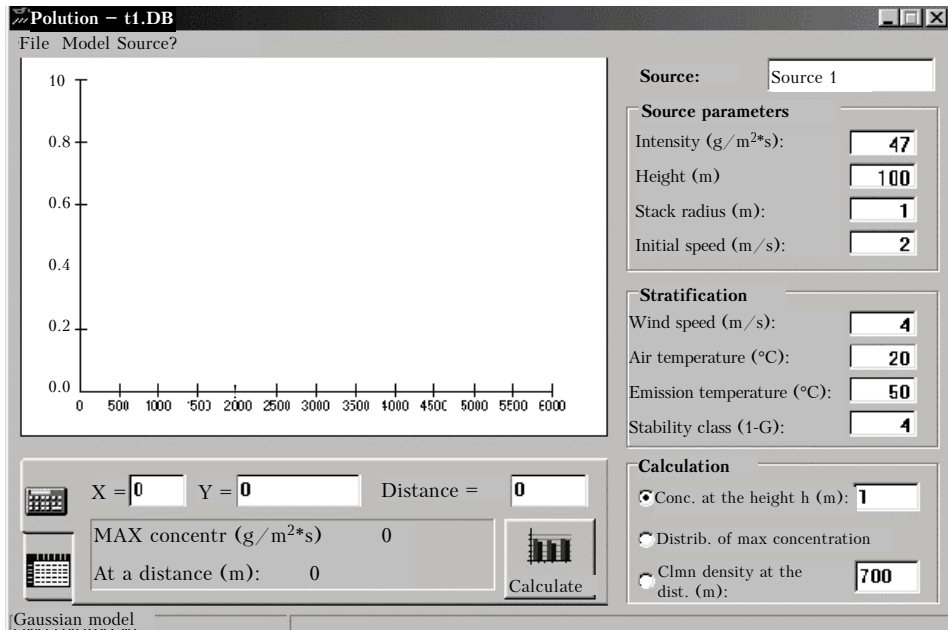 Polution – t1.DB
File Model Source?
10
0.8
0.6
0.4
0.2
0.0
0 500 1000 1503 2000 2500 3000 3500 4000 4500 5000 5500 6000
Source: Source 1
Source parameters
Intensity (g/m²*s): 47
Height (m) 100
Stack radius (m): 1
Initial speed (m/s): 2
Stratification
Wind speed (m/s): 4
Air temperature (°C): 20
Emission temperature (°C): 50
Stability class (1-G): 4
X = 0 Y = 0 Distance = 0
MAX concentr (g/m²*s) 0
At a distance (m): 0
Calculate
Calculation
Conc. at the height h (m): 1
Distrib. of max concentration
Clmn density at the
dist. (m): 700
Gaussian model